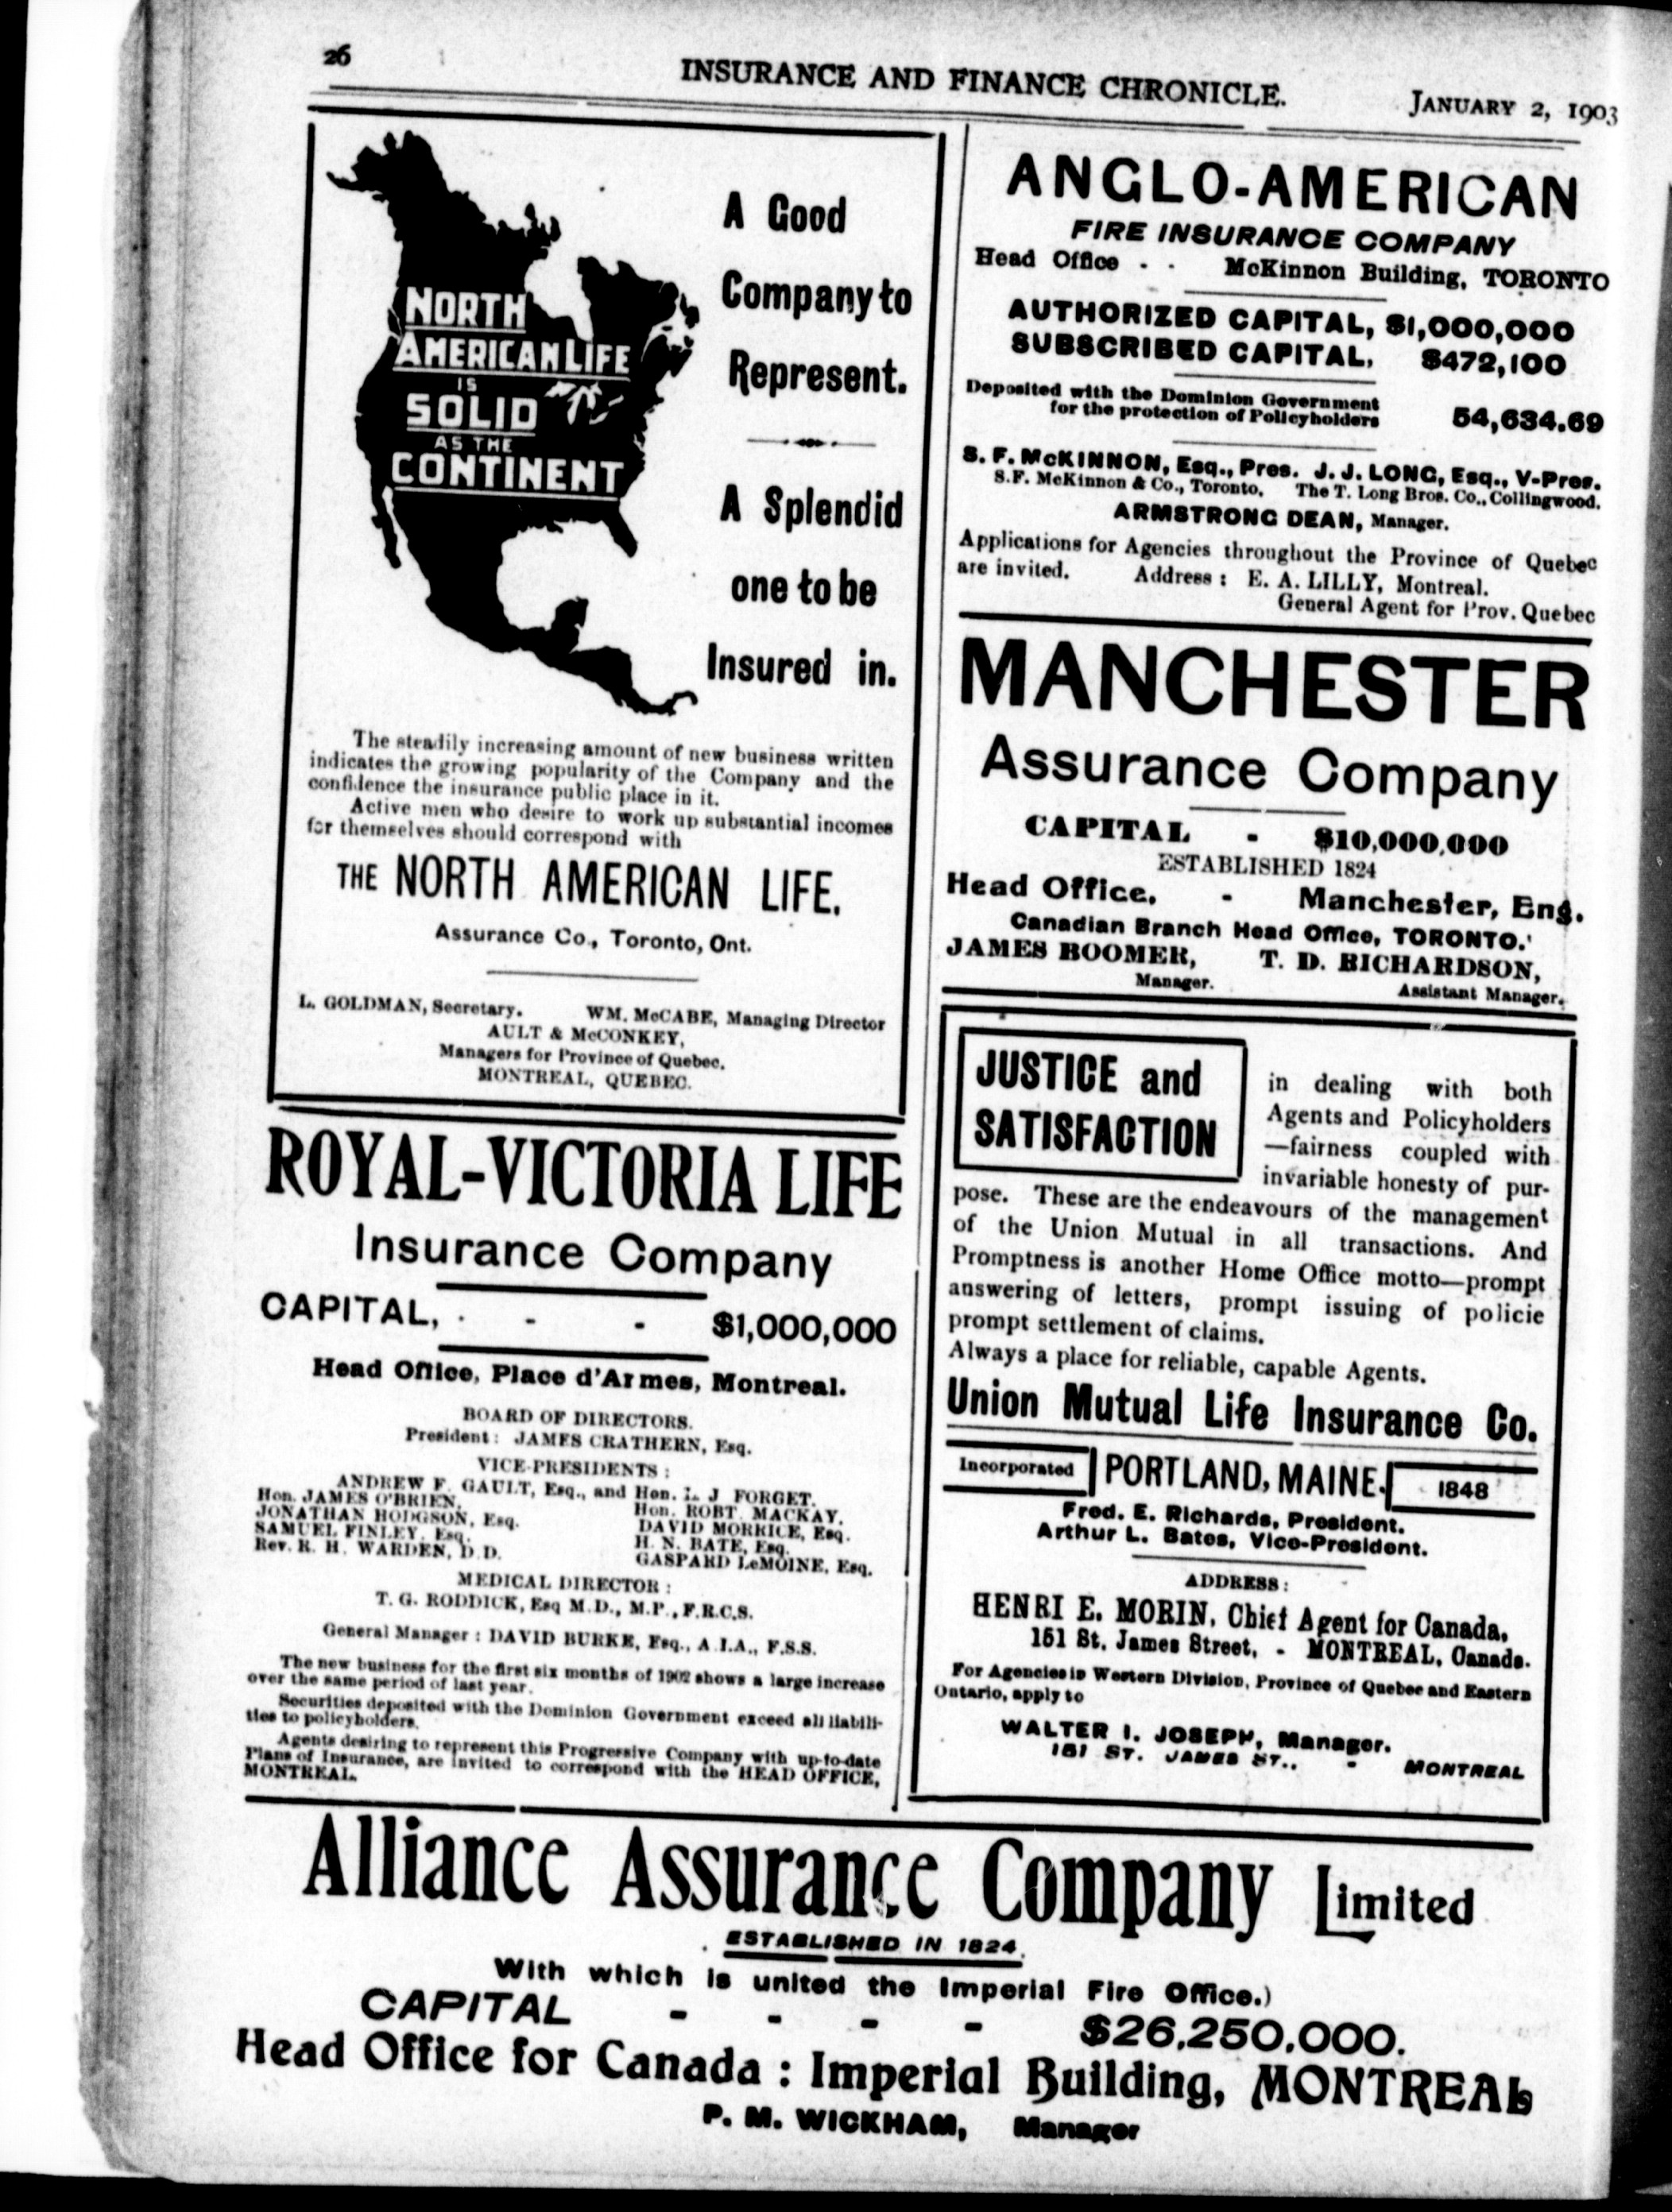 26
INSURANCE AND FINANCE CHRONICLE.
JANUARY 2, 1903
NORTH
AMERICAN LIFE
IS
SOLID
AS THE
CONTINENT
A Good
Company to
Represent.
A Splendid
one to be
Insured in.
The steadily increasing amount of new business written
indicates the growing popularity of the Company and the
confidence the insurance public place in it.
Active men who desire to work up substantial incomes
for themselves should correspond with
THE NORTH AMERICAN LIFE.
Assurance Co., Toronto, Ont.
L. GOLDMAN, Secretary. WM. McCABE, Managing Director
AULT & McCONKEY,
Managers for Province of Quebec.
MONTREAL, QUEBEC.
ROYAL-VICTORIA LIFE
Insurance Company
CAPITAL, - - - $1,000,000
Head Office, Place d'Armes, Montreal.
BOARD OF DIRECTORS.
President: JAMES CRATHERN, Esq.
VICE-PRESIDENTS:
ANDREW F. GAULT, Esq., and Hon. L. J FORGET.
Hon. JAMES O'BRIEN, Hon. ROBT MACKAY.
JONATHAN HODGSON, Esq. DAVID MORRICE, Esq.
SAMUEL FINLEY, Esq. H. N. BATE, Esq.
Rev. R. H. WARDEN, D.D. GASPARD LeMOINE, Esq.
MEDICAL DIRECTOR:
T. G. RODDICK, Esq M.D., M.P., F.R.C.S.
General Manager: DAVID BURKE, Esq., A.I.A., F.S.S.
The new business for the first six months of 1902 shows a large increase
over the same period of last year.
Securities deposited with the Dominion Government exceed all liabili-
ties to policyholders.
Agents desiring to represent this Progressive Company with up-to-date
Plans of Insurance, are invited to correspond with the HEAD OFFICE,
MONTREAL.
ANGLO-AMERICAN
FIRE INSURANCE COMPANY
Head Office - - McKinnon Building, TORONTO
AUTHORIZED CAPITAL, $1,000,000
SUBSCRIBED CAPITAL, $472,100
Deposited with the Dominion Government
for the protection of Policyholders 54,634.69
S. F. McKINNON, Esq., Pres. J. J. LONG, Esq., V-Pres.
S.F. McKinnon & Co., Toronto. The T. Long Bros. Co., Collingwood.
ARMSTRONG DEAN, Manager.
Applications for Agencies throughout the Province of Quebec
are invited. Address: E. A. LILLY, Montreal.
General Agent for Prov. Quebec
MANCHESTER
Assurance Company
CAPITAL - $10,000,000
ESTABLISHED 1824
Head Office, - Manchester, Eng.
Canadian Branch Head Office, TORONTO.
JAMES BOOMER, T. D. RICHARDSON,
Manager. Assistant Manager.
JUSTICE and
SATISFACTION
in dealing with both
Agents and Policyholders
—fairness coupled with
invariable honesty of pur-
pose. These are the endeavours of the management
of the Union Mutual in all transactions. And
Promptness is another Home Office motto—prompt
answering of letters, prompt issuing of policie
prompt settlement of claims.
Always a place for reliable, capable Agents.
Union Mutual Life Insurance Co.
Incorporated PORTLAND, MAINE. 1848
Fred. E. Richards, President.
Arthur L. Bates, Vice-President.
ADDRESS:
HENRI E. MORIN, Chief Agent for Canada,
151 St. James Street, - MONTREAL, Canada.
For Agencies in Western Division, Province of Quebec and Eastern
Ontario, apply to
WALTER I. JOSEPH, Manager.
151 ST. JAMES ST., - MONTREAL
Alliance Assurance Company Limited
ESTABLISHED IN 1824.
With which is united the Imperial Fire Office.)
CAPITAL - - - - $26,250,000.
Head Office for Canada: Imperial Building, MONTREAL
P. M. WICKHAM, Manager